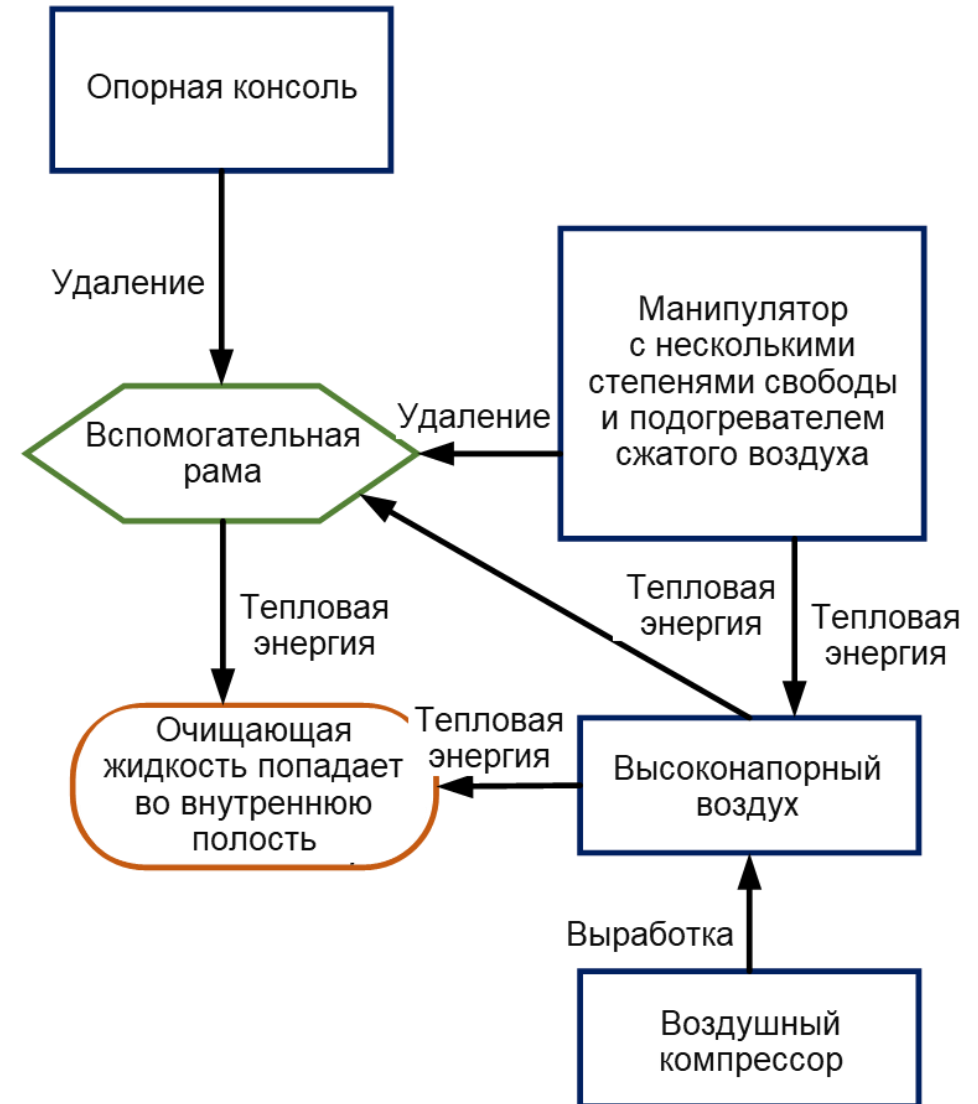 Опорная консоль
Удаление
Манипулятор
с несколькими
степенями свободы
и подогревателем
сжатого воздуха
Удаление
Вспомогательная
рама
Тепловая
энергия
Тепловая
энергия
Тепловая
энергия
Тепловая
энергия
Очищающая
жидкость попадает
во внутреннюю
полость
Высоконапорный
воздух
Выработка
Воздушный
компрессор